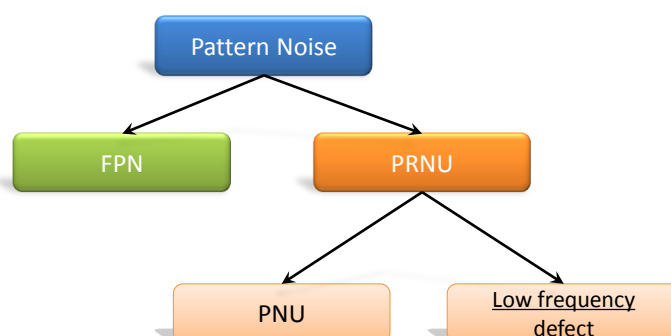 Pattern Noise
FPN
PRNU
PNU
Low frequency
defect